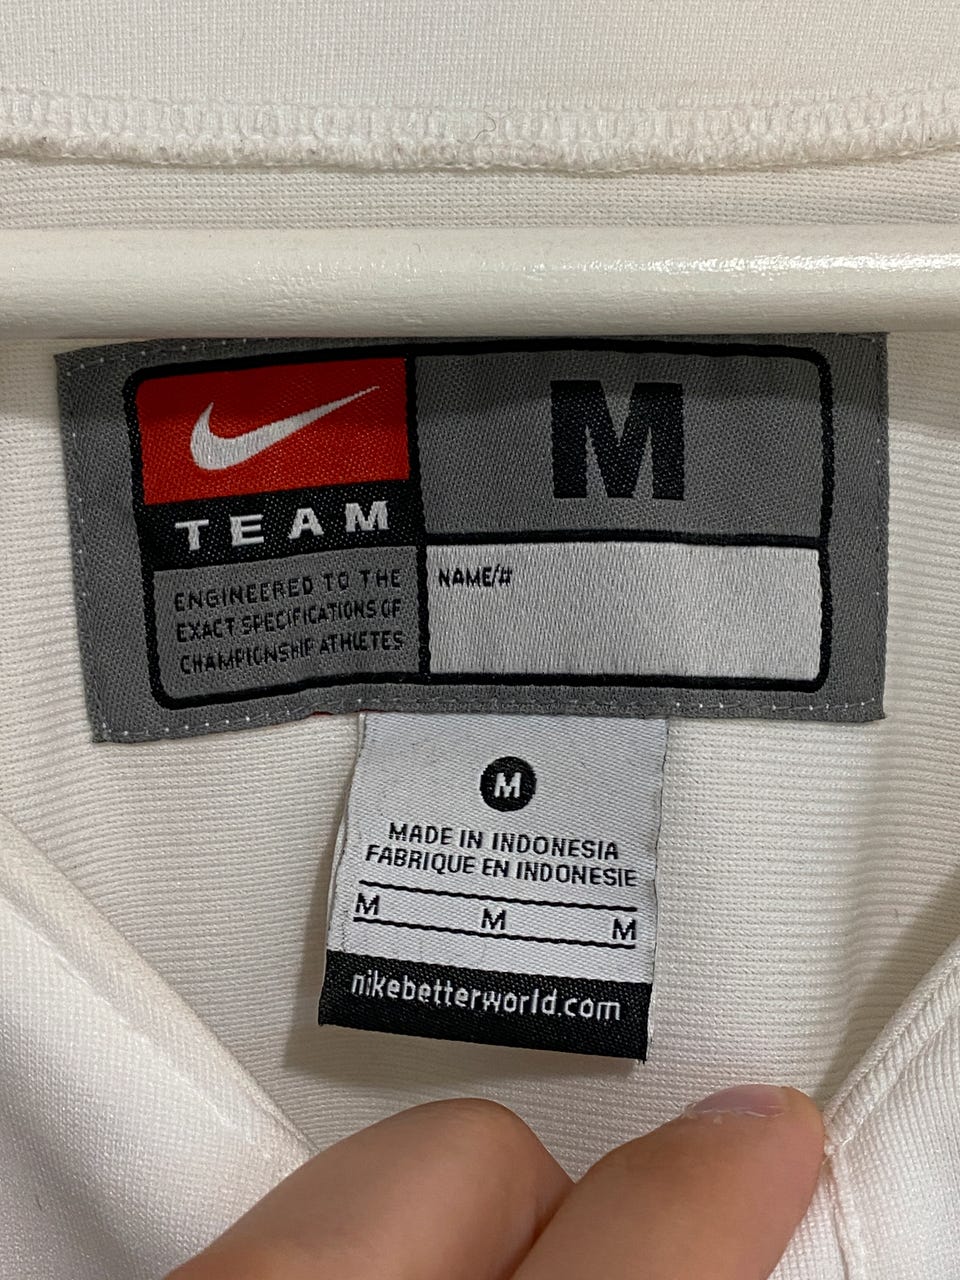 TEAM
ENGINEERED TO THE
EXACT SPECIFICATIONS OF
CHAMPIONSHIP ATHLETES
M
NAME/#
M
MADE IN INDONESIA
FABRIQUE EN INDONESIE
M M M
nikebetterworld.com